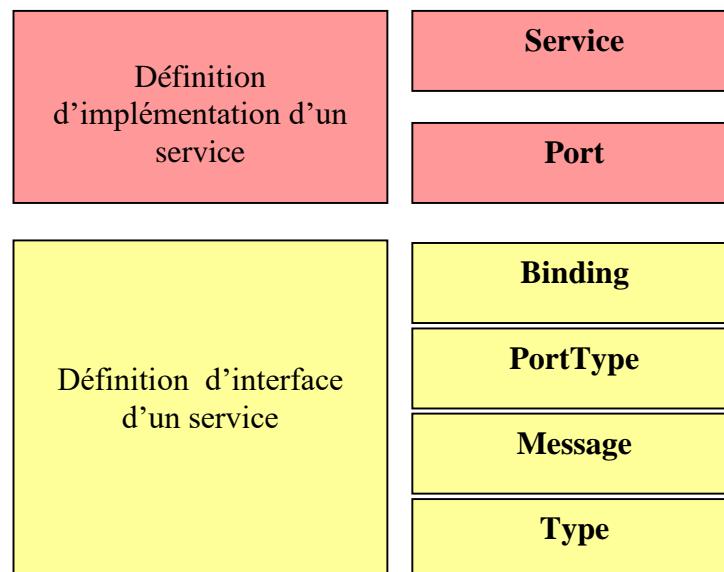 Définition
d’implémentation d’un
service
Service
Port
Définition d’interface
d’un service
Binding
PortType
Message
Type